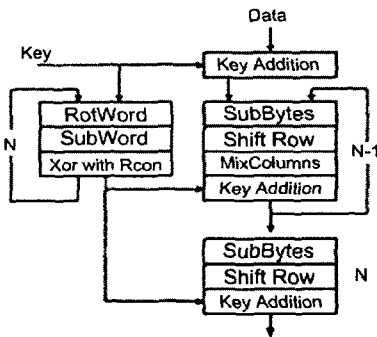 Data
Key
Key Addition
RotWord
SubWord
Xor with Rcon
N
SubBytes
Shift Row
MixColumns
Key Addition
N-1
SubBytes
Shift Row
Key Addition
N